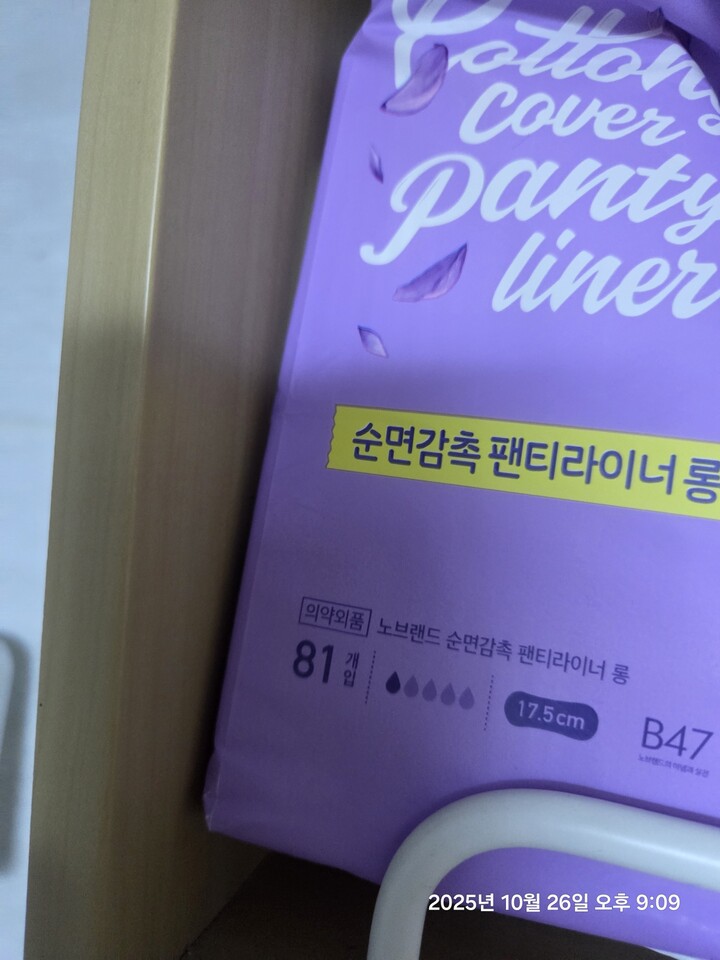 Cottony
cover
Panty
liner
순면감촉 팬티라이너 롱
의약외품 노브랜드 순면감촉 팬티라이너 롱
81 개입
17.5cm
B47
2025년 10월 26일 오후 9:09